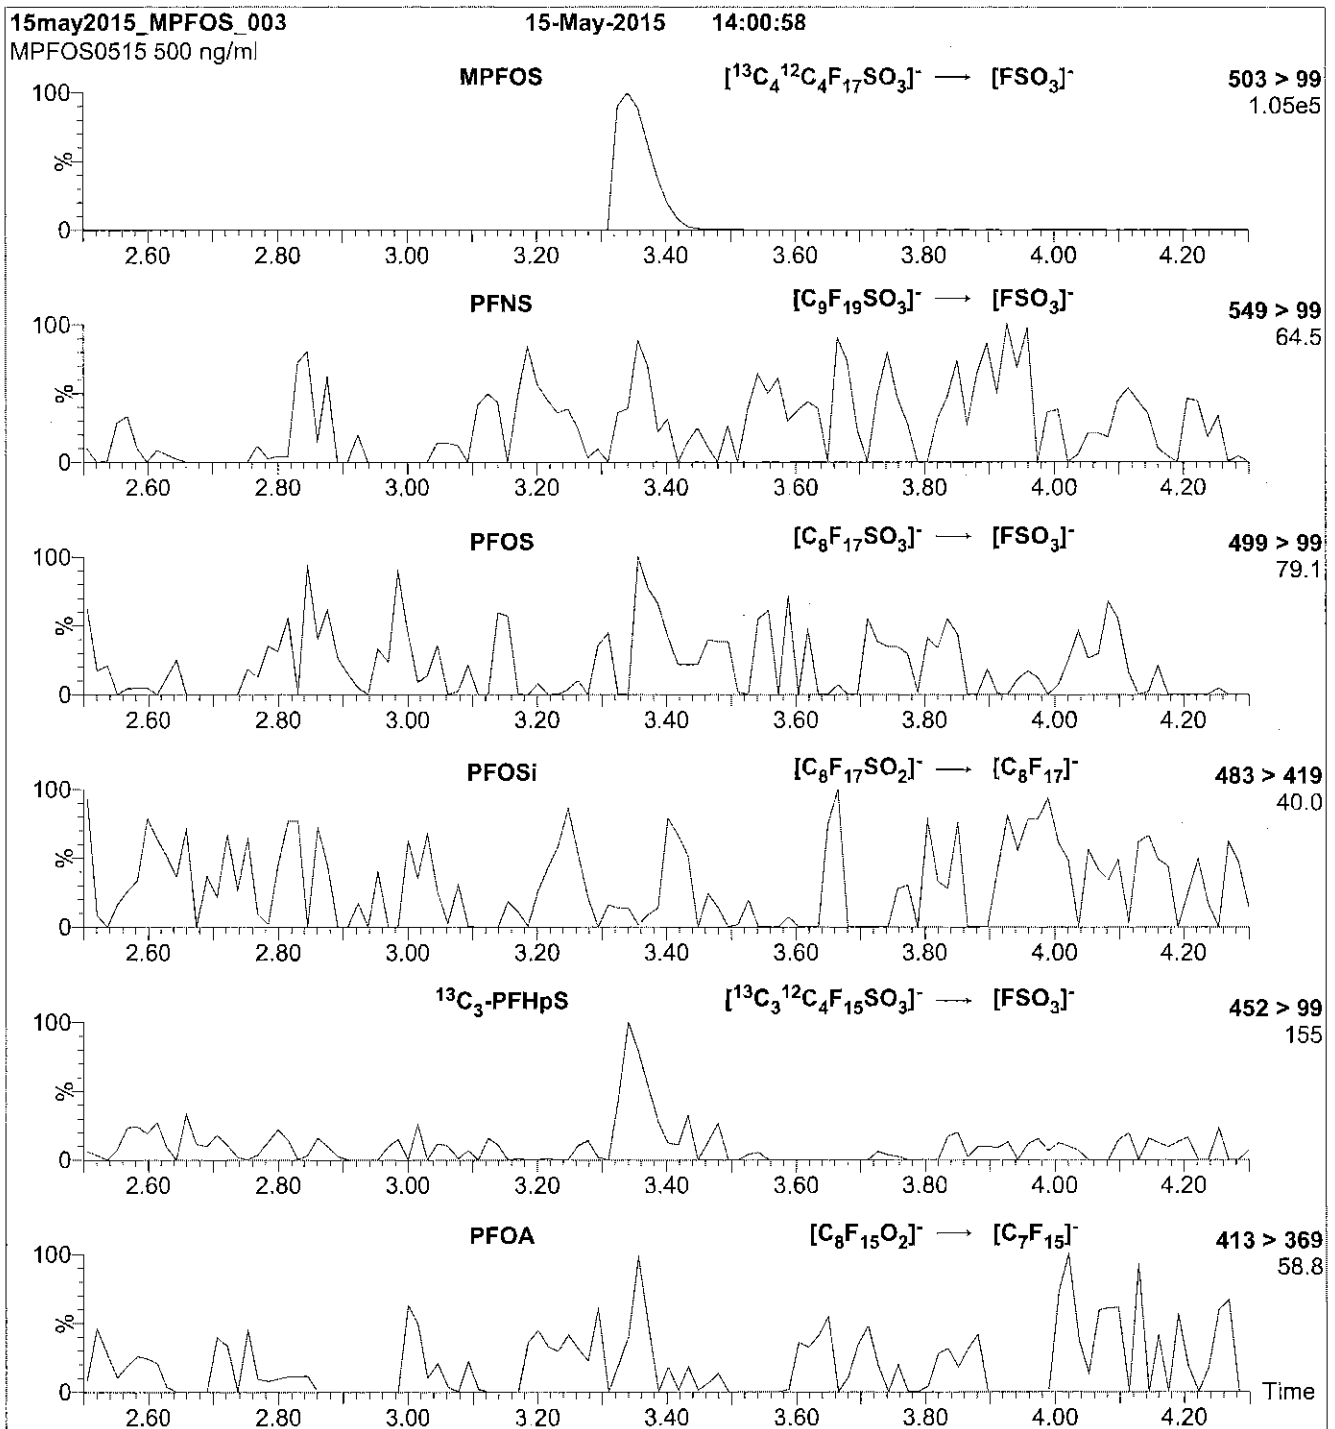 15may2015_MPFOS_003 15-May-2015 14:00:58
MPFOS0515 500 ng/ml
MPFOS [¹³C₄¹²C₄F₁₇SO₃]⁻ → [FSO₃]⁻ 503 > 99
1.05e5
100
%
0
2.60 2.80 3.00 3.20 3.40 3.60 3.80 4.00 4.20
PFNS [C₉F₁₉SO₃]⁻ → [FSO₃]⁻ 549 > 99
64.5
100
%
0
2.60 2.80 3.00 3.20 3.40 3.60 3.80 4.00 4.20
PFOS [C₈F₁₇SO₃]⁻ → [FSO₃]⁻ 499 > 99
79.1
100
%
0
2.60 2.80 3.00 3.20 3.40 3.60 3.80 4.00 4.20
PFOSi [C₈F₁₇SO₂]⁻ → [C₈F₁₇]⁻ 483 > 419
40.0
100
%
0
2.60 2.80 3.00 3.20 3.40 3.60 3.80 4.00 4.20
¹³C₃-PFHpS [¹³C₃¹²C₄F₁₅SO₃]⁻ → [FSO₃]⁻ 452 > 99
155
100
%
0
2.60 2.80 3.00 3.20 3.40 3.60 3.80 4.00 4.20
PFOA [C₈F₁₅O₂]⁻ → [C₇F₁₅]⁻ 413 > 369
58.8
100
%
0 Time
2.60 2.80 3.00 3.20 3.40 3.60 3.80 4.00 4.20